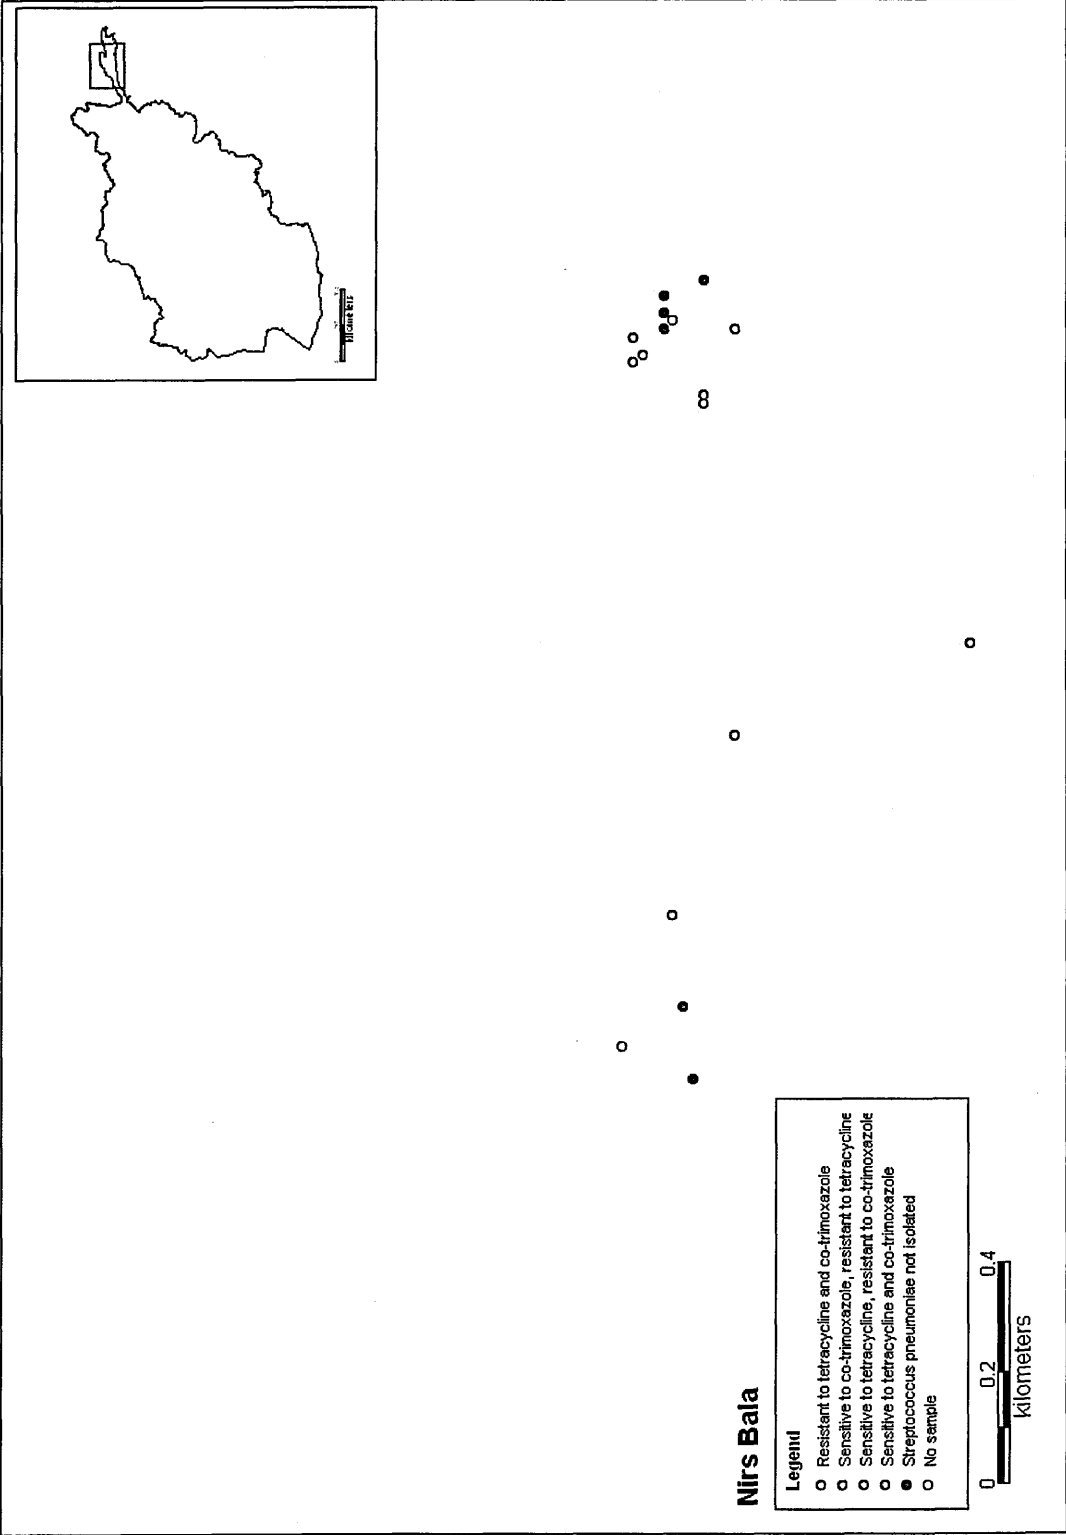 Nirs Bala
Legend
Resistant to tetracycline and co-trimoxazole
Sensitive to co-trimoxazole, resistant to tetracycline
Sensitive to tetracycline, resistant to co-trimoxazole
Sensitive to tetracycline and co-trimoxazole
Streptococcus pneumoniae not isolated
No sample
0 0.2 0.4
kilometers